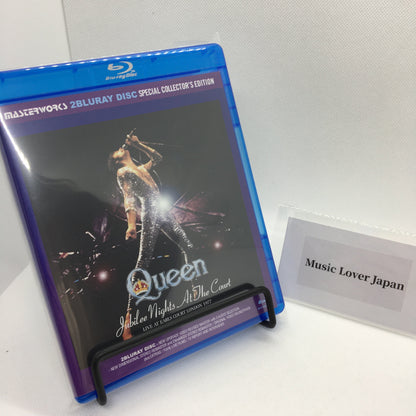 Blu-ray Disc
MASTERWORKS 2BLURAY DISC SPECIAL COLLECTOR'S EDITION
Queen
Jubilee Nights At The Court
LIVE AT EARLS COURT LONDON 1977
2BLURAY DISC
Music Lover Japan